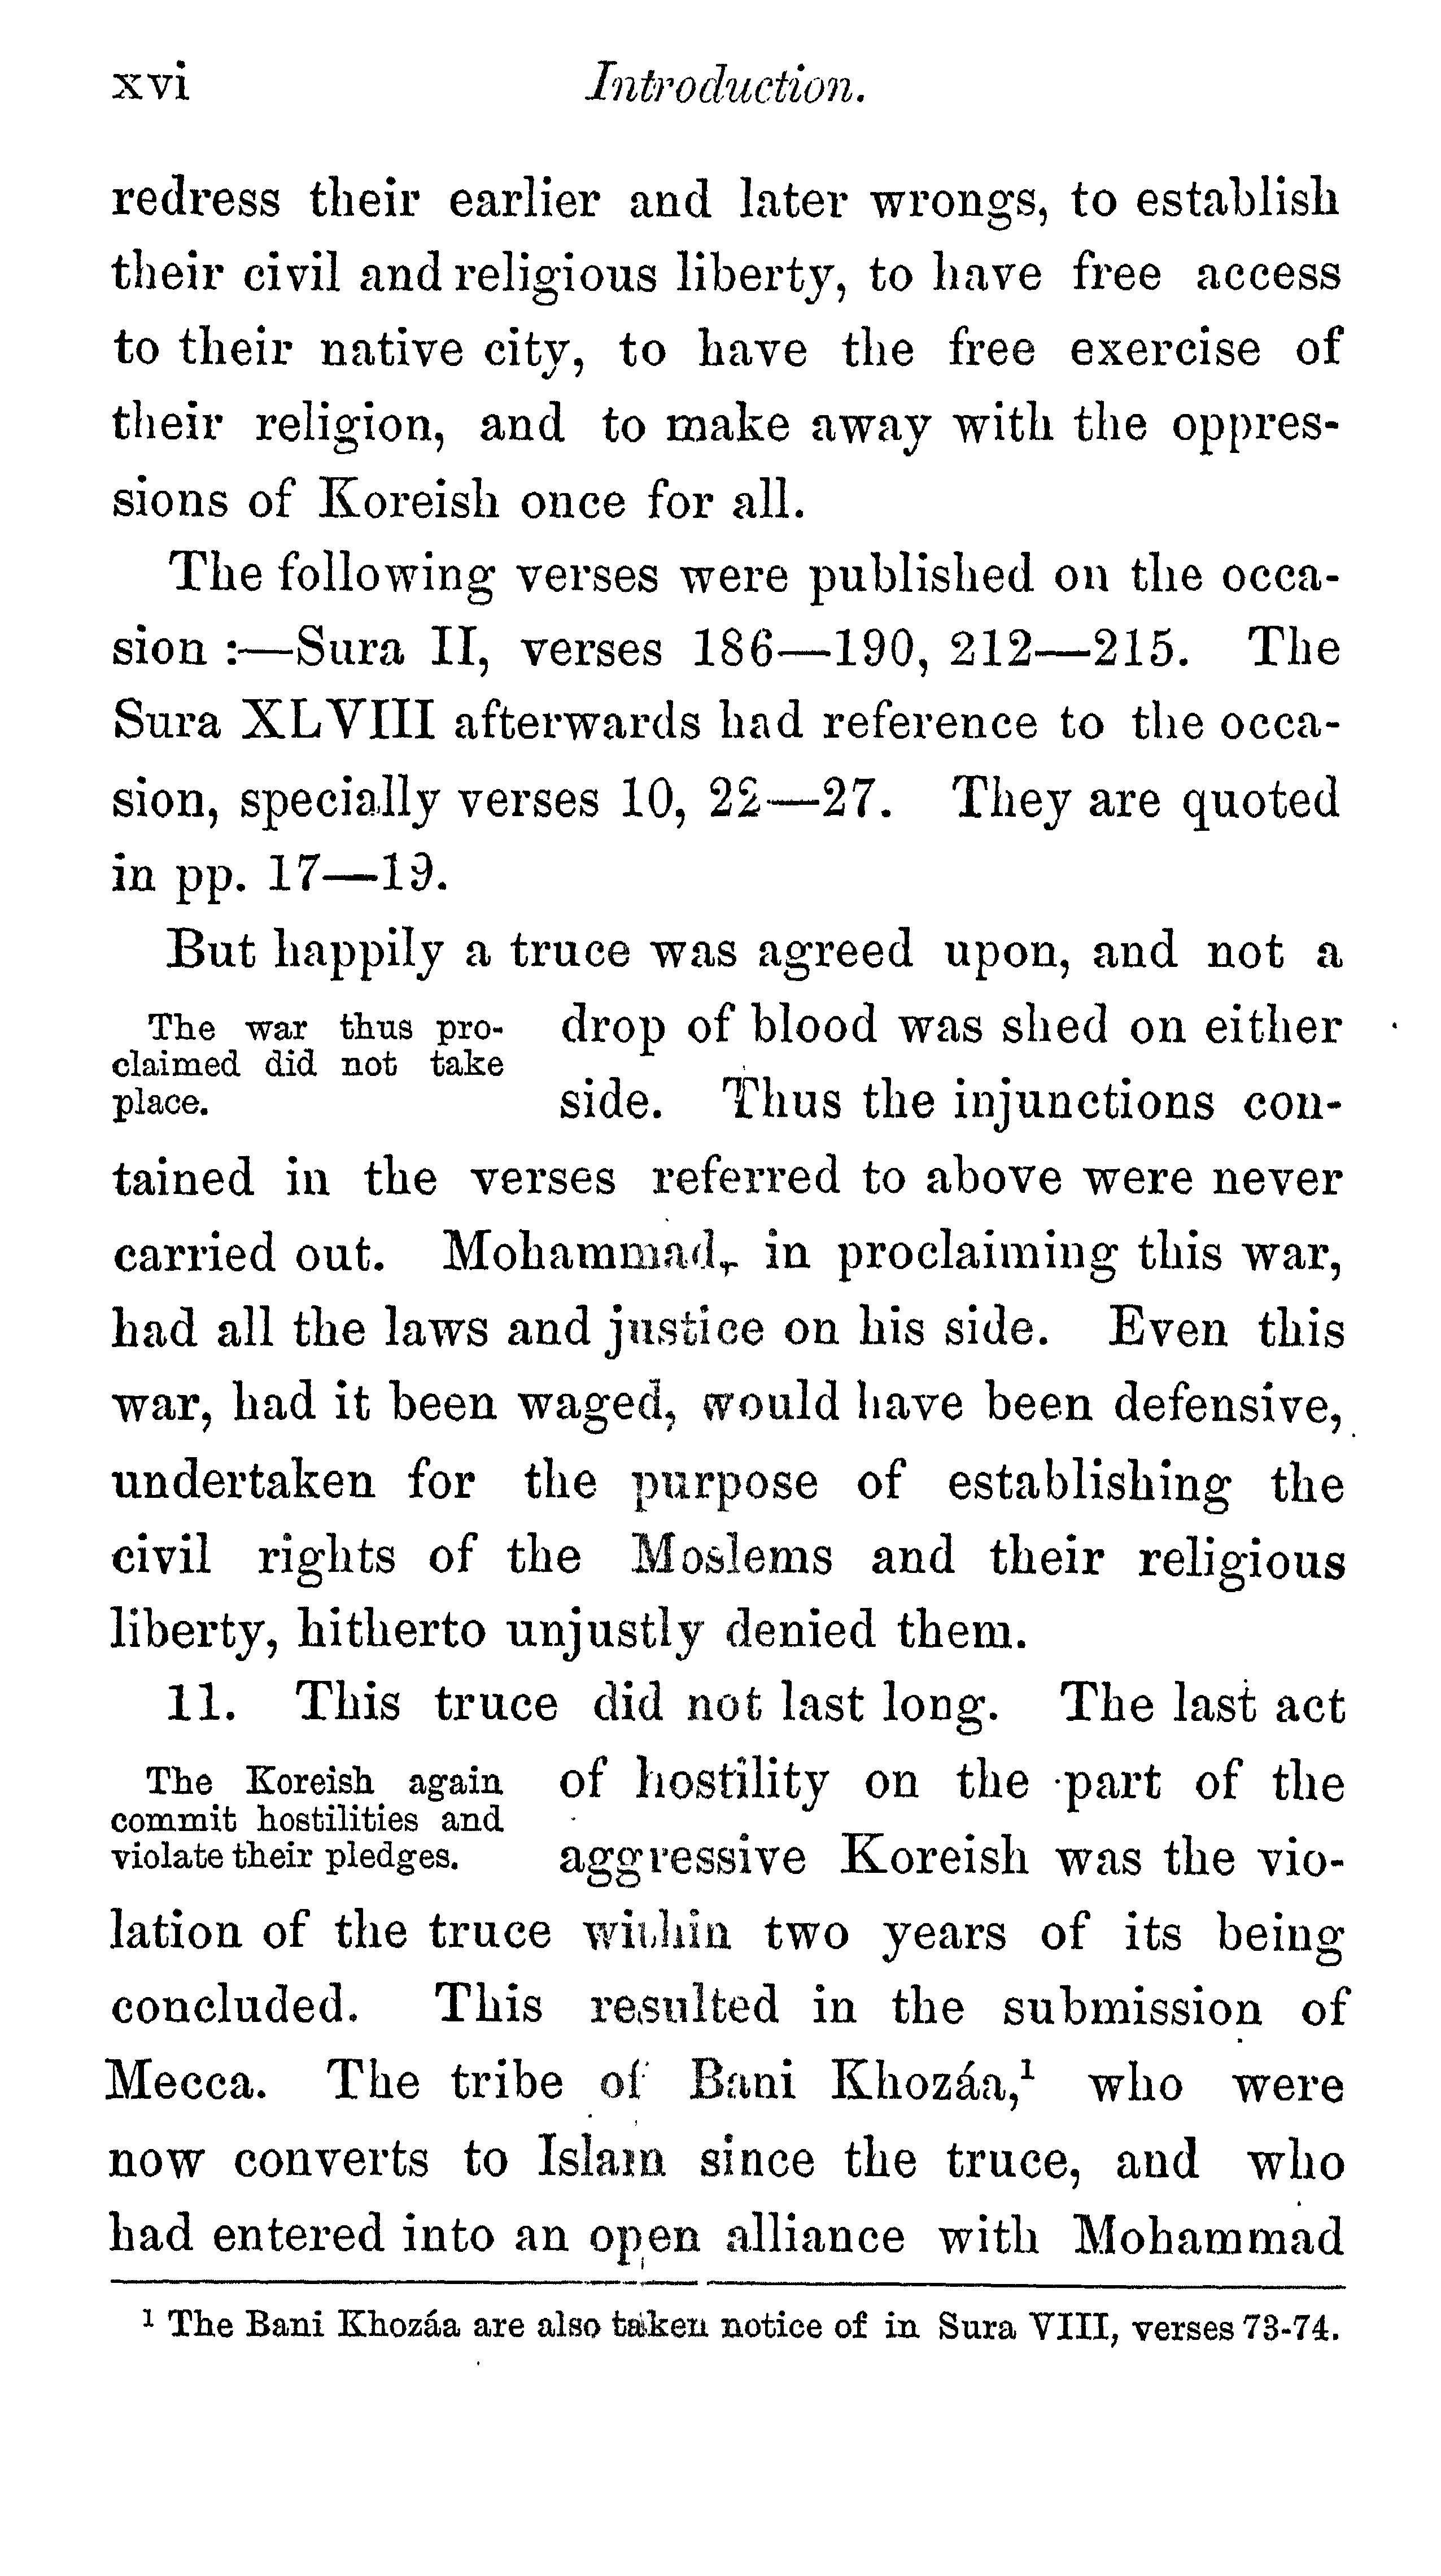 xvi Introduction.
redress their earlier and later wrongs, to establish
their civil and religious liberty, to have free access
to their native city, to have the free exercise of
their religion, and to make away with the oppres-
sions of Koreish once for all.
The following verses were published on the occa-
sion :—Sura II, verses 186—190, 212—215. The
Sura XLVIII afterwards had reference to the occa-
sion, specially verses 10, 22—27. They are quoted
in pp. 17—19.
But happily a truce was agreed upon, and not a
The war thus pro-
claimed did not take
place.
drop of blood was shed on either
side. Thus the injunctions con-
tained in the verses referred to above were never
carried out. Mohammad, in proclaiming this war,
had all the laws and justice on his side. Even this
war, had it been waged, would have been defensive,
undertaken for the purpose of establishing the
civil rights of the Moslems and their religious
liberty, hitherto unjustly denied them.
11. This truce did not last long. The last act
The Koreish again
commit hostilities and
violate their pledges.
of hostility on the part of the
aggressive Koreish was the vio-
lation of the truce within two years of its being
concluded. This resulted in the submission of
Mecca. The tribe of Bani Khozáa,¹ who were
now converts to Islam since the truce, and who
had entered into an open alliance with Mohammad
¹ The Bani Khozáa are also taken notice of in Sura VIII, verses 73-74.